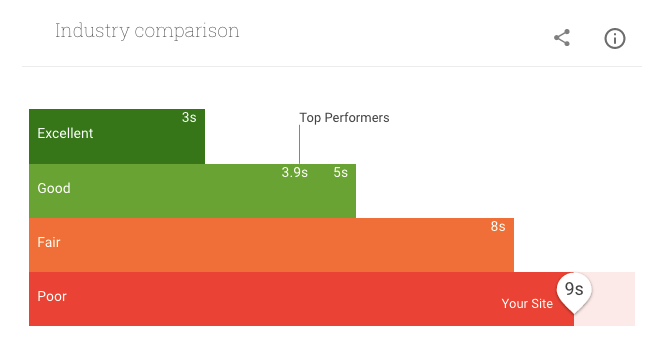 Industry comparison
3s
Top Performers
Excellent
3.9s 5s
Good
8s
Fair
9s
Poor
Your Site